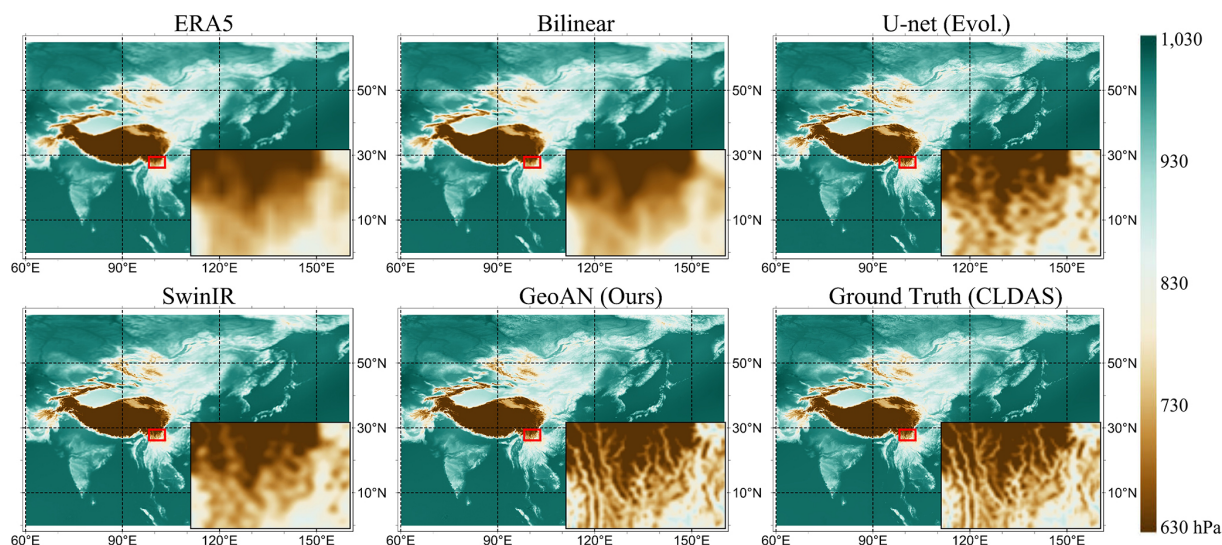 ERA5
Bilinear
U-net (Evol.)
50°N
30°N
10°N
60°E 90°E 120°E 150°E
50°N
30°N
10°N
60°E 90°E 120°E 150°E
50°N
30°N
10°N
60°E 90°E 120°E 150°E
SwinIR
GeoAN (Ours)
Ground Truth (CLDAS)
50°N
30°N
10°N
60°E 90°E 120°E 150°E
50°N
30°N
10°N
60°E 90°E 120°E 150°E
50°N
30°N
10°N
60°E 90°E 120°E 150°E
1,030
930
830
730
630 hPa